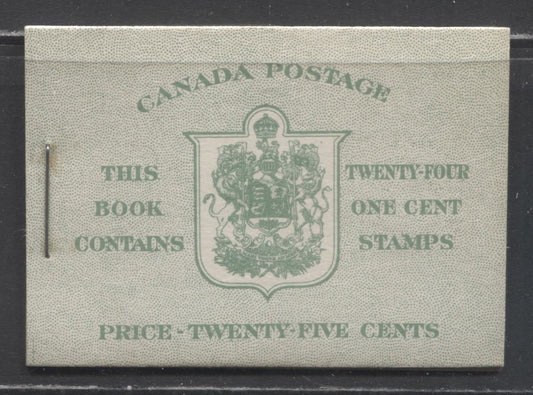 CANADA POSTAGE
THIS
BOOK
CONTAINS
TWENTY-FOUR
ONE CENT
STAMPS
PRICE-TWENTY-FIVE CENTS